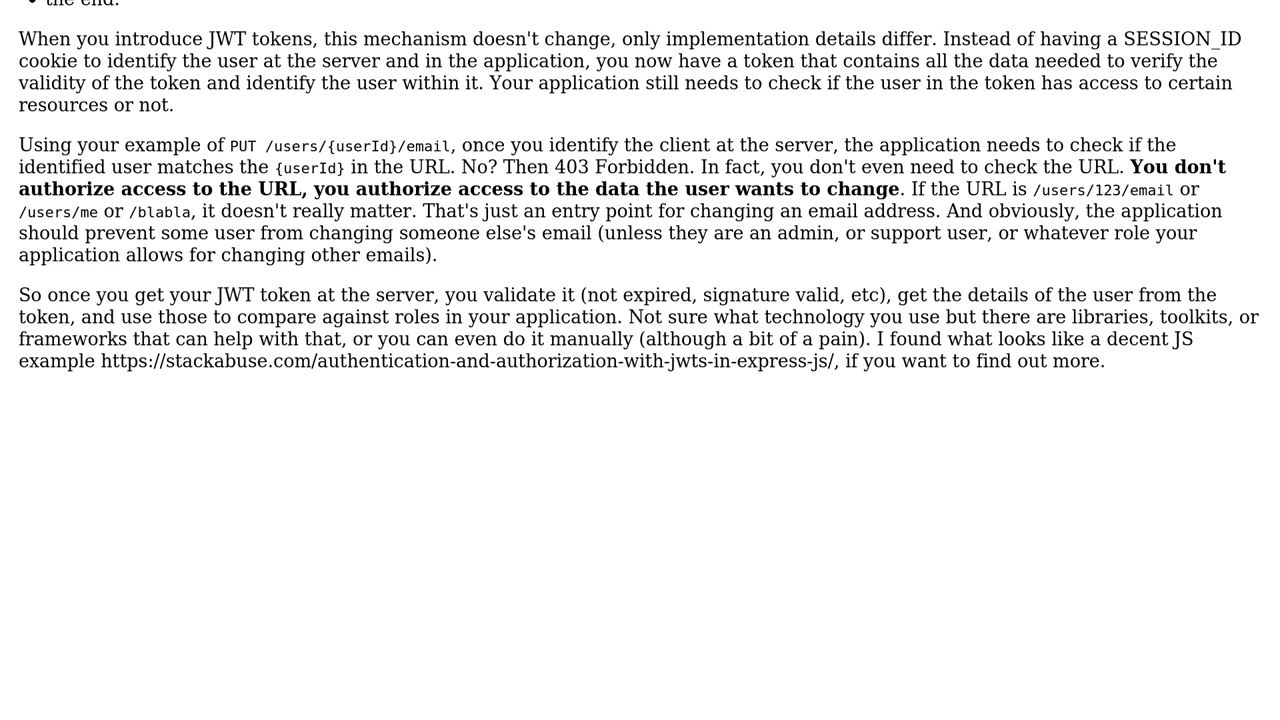 the end.
When you introduce JWT tokens, this mechanism doesn't change, only implementation details differ. Instead of having a SESSION_ID
cookie to identify the user at the server and in the application, you now have a token that contains all the data needed to verify the
validity of the token and identify the user within it. Your application still needs to check if the user in the token has access to certain
resources or not.
Using your example of PUT /users/{userId}/email, once you identify the client at the server, the application needs to check if the
identified user matches the {userId} in the URL. No? Then 403 Forbidden. In fact, you don't even need to check the URL. You don't
authorize access to the URL, you authorize access to the data the user wants to change. If the URL is /users/123/email or
/users/me or /blabla, it doesn't really matter. That's just an entry point for changing an email address. And obviously, the application
should prevent some user from changing someone else's email (unless they are an admin, or support user, or whatever role your
application allows for changing other emails).
So once you get your JWT token at the server, you validate it (not expired, signature valid, etc), get the details of the user from the
token, and use those to compare against roles in your application. Not sure what technology you use but there are libraries, toolkits, or
frameworks that can help with that, or you can even do it manually (although a bit of a pain). I found what looks like a decent JS
example https://stackabuse.com/authentication-and-authorization-with-jwts-in-express-js/, if you want to find out more.